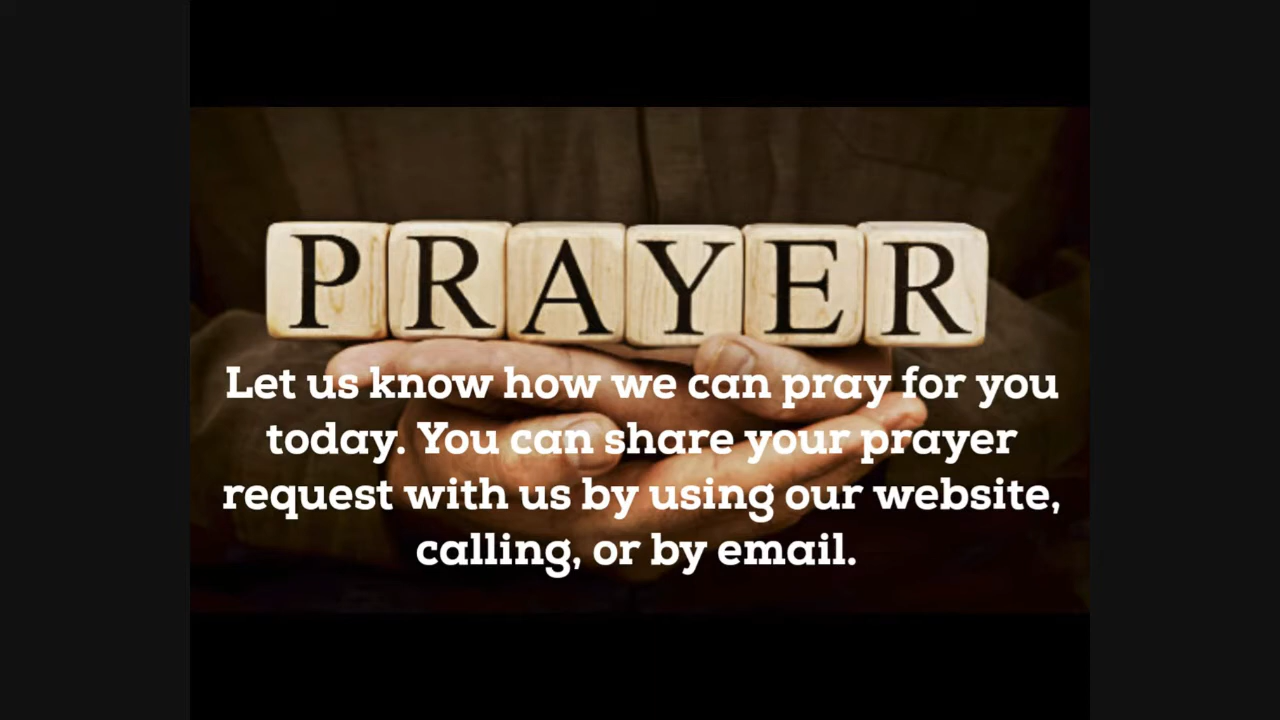 PRAYER
Let us know how we can pray for you
today. You can share your prayer
request with us by using our website,
calling, or by email.